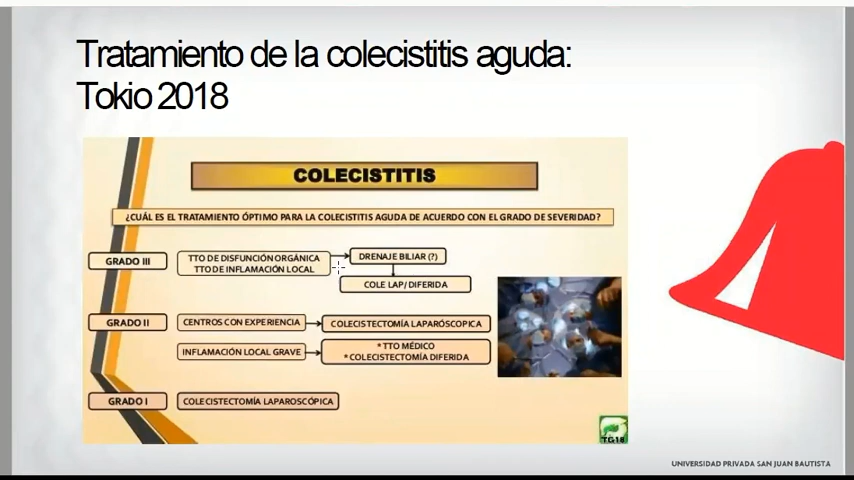 Tratamiento de la colecistitis aguda:
Tokio 2018
COLECISTITIS
¿CUÁL ES EL TRATAMIENTO ÓPTIMO PARA LA COLECISTITIS AGUDA DE ACUERDO CON EL GRADO DE SEVERIDAD?
GRADO III
TTO DE DISFUNCIÓN ORGÁNICA
TTO DE INFLAMACIÓN LOCAL
DRENAJE BILIAR (?)
COLE LAP/ DIFERIDA
GRADO II
CENTROS CON EXPERIENCIA
COLECISTECTOMÍA LAPARÓSCOPICA
INFLAMACIÓN LOCAL GRAVE
* TTO MÉDICO
* COLECISTECTOMÍA DIFERIDA
GRADO I
COLECISTECTOMÍA LAPAROSCÓPICA
TG18
UNIVERSIDAD PRIVADA SAN JUAN BAUTISTA